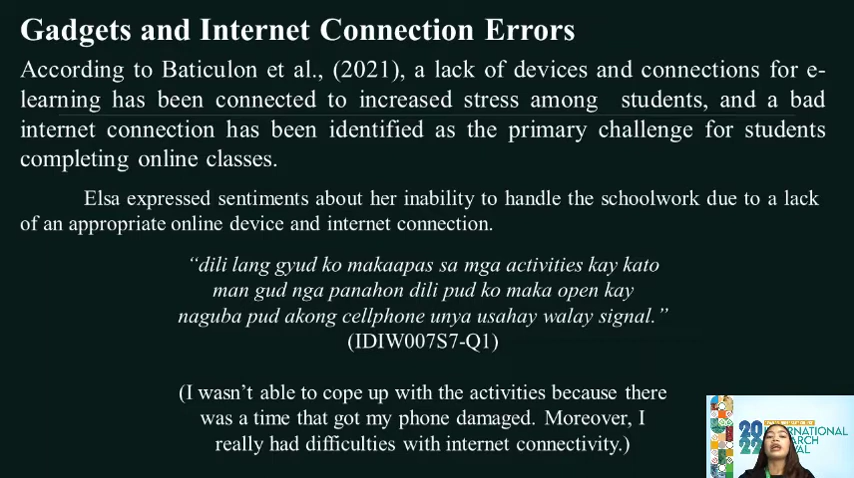 Gadgets and Internet Connection Errors
According to Baticulon et al., (2021), a lack of devices and connections for e-
learning has been connected to increased stress among students, and a bad
internet connection has been identified as the primary challenge for students
completing online classes.
Elsa expressed sentiments about her inability to handle the schoolwork due to a lack
of an appropriate online device and internet connection.
“dili lang gyud ko makaapas sa mga activities kay kato
man gud nga panahon dili pud ko maka open kay
naguba pud akong cellphone unya usahay walay signal.”
(IDIW007S7-Q1)
(I wasn’t able to cope up with the activities because there
was a time that got my phone damaged. Moreover, I
really had difficulties with internet connectivity.)